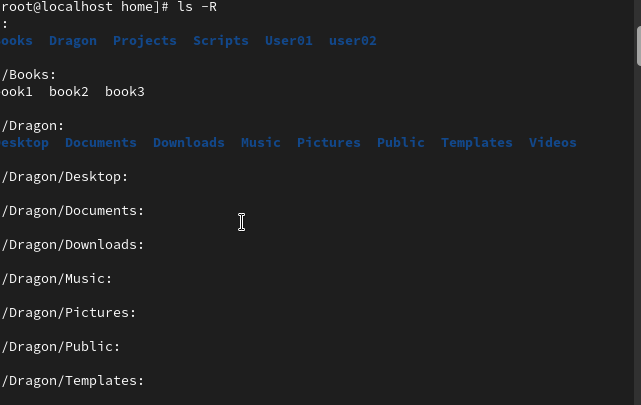 root@localhost home]# ls -R
:
ooks Dragon Projects Scripts User01 user02
/Books:
ook1 book2 book3
/Dragon:
esktop Documents Downloads Music Pictures Public Templates Videos
/Dragon/Desktop:
/Dragon/Documents:
/Dragon/Downloads:
/Dragon/Music:
/Dragon/Pictures:
/Dragon/Public:
/Dragon/Templates: